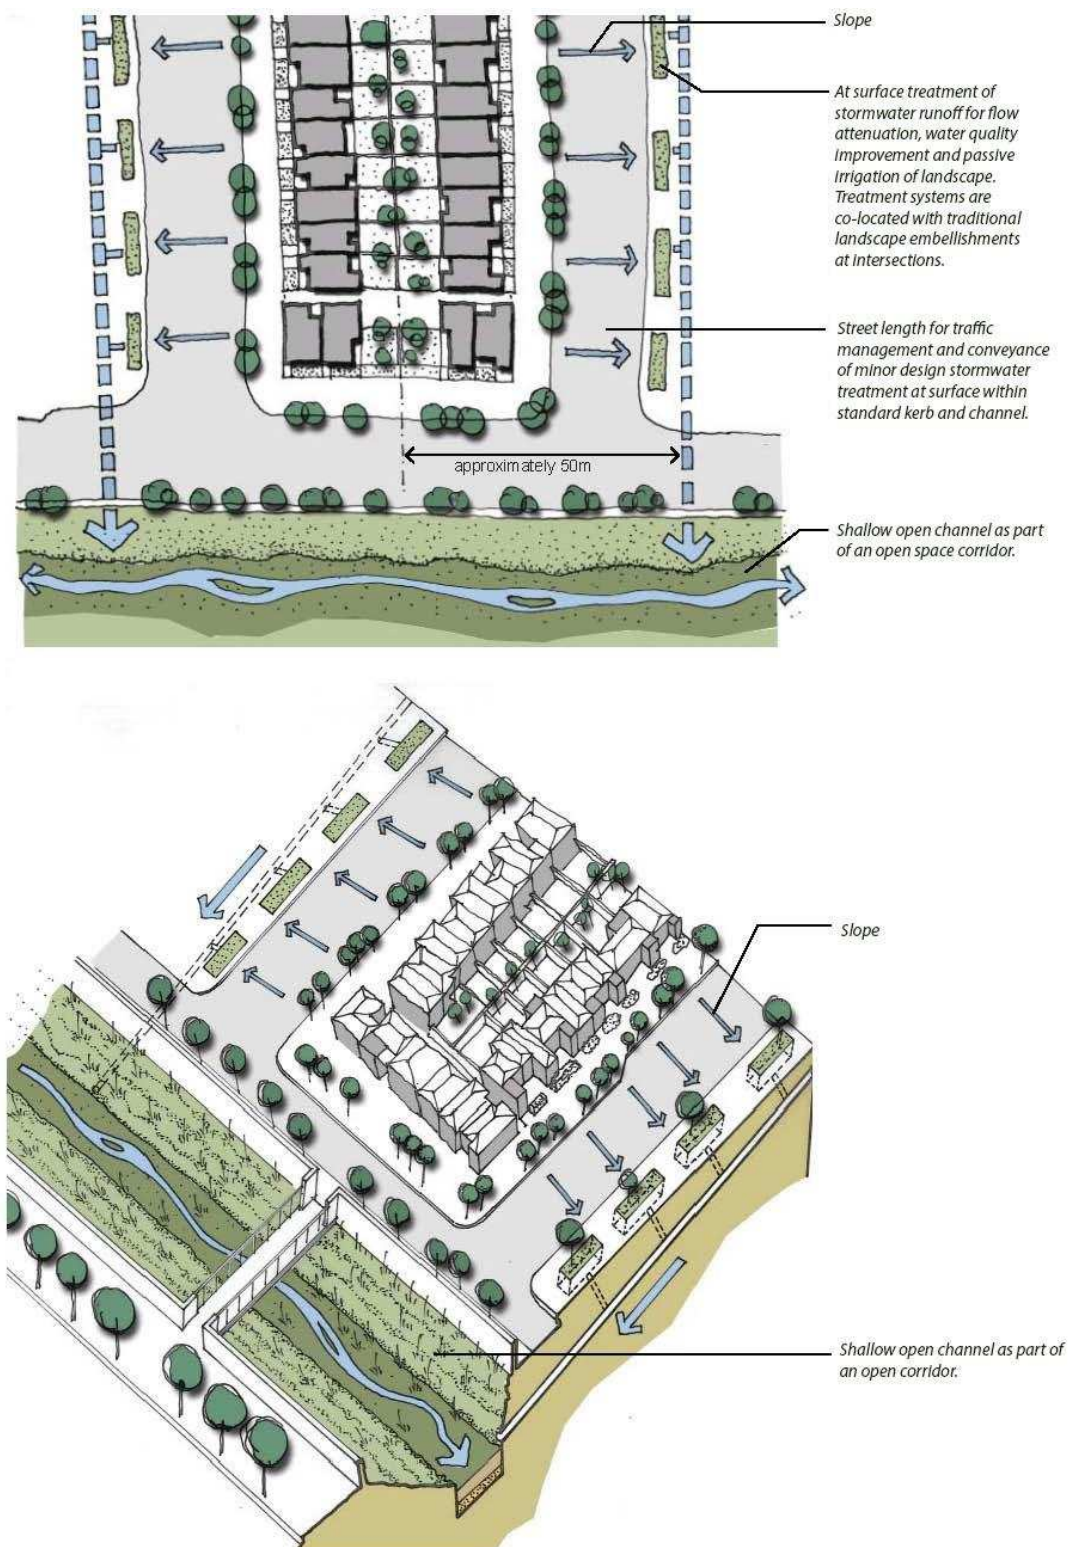 Slope
At surface treatment of
stormwater runoff for flow
attenuation, water quality
improvement and passive
irrigation of landscape.
Treatment systems are
co-located with traditional
landscape embellishments
at intersections.
Street length for traffic
management and conveyance
of minor design stormwater
treatment at surface within
standard kerb and channel.
approximately 50m
Shallow open channel as part
of an open space corridor.
Slope
Shallow open channel as part of
an open corridor.